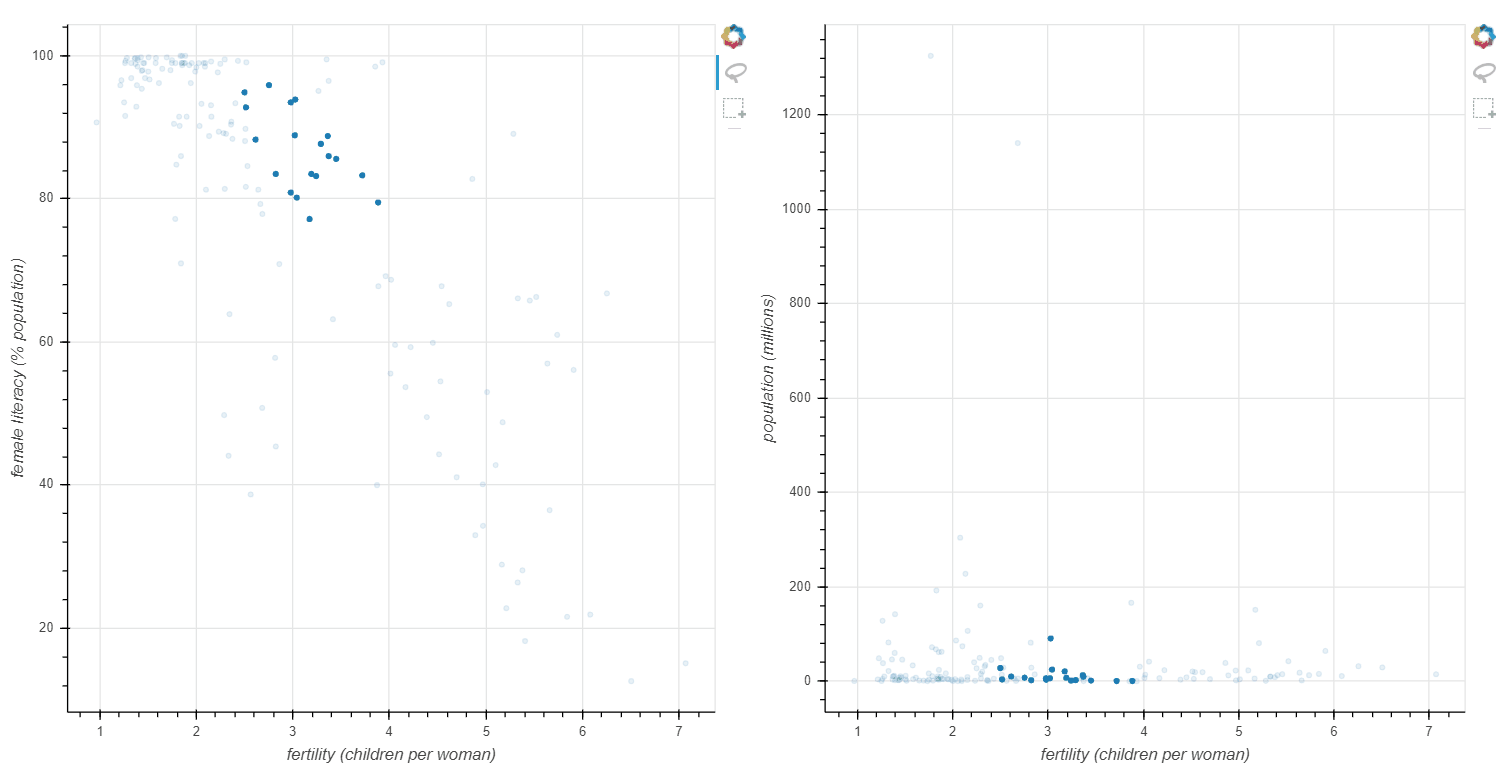 100
80
60
40
20
female literacy (% population)
1 2 3 4 5 6 7
fertility (children per woman)
1200
1000
800
600
400
200
0
population (millions)
1 2 3 4 5 6 7
fertility (children per woman)